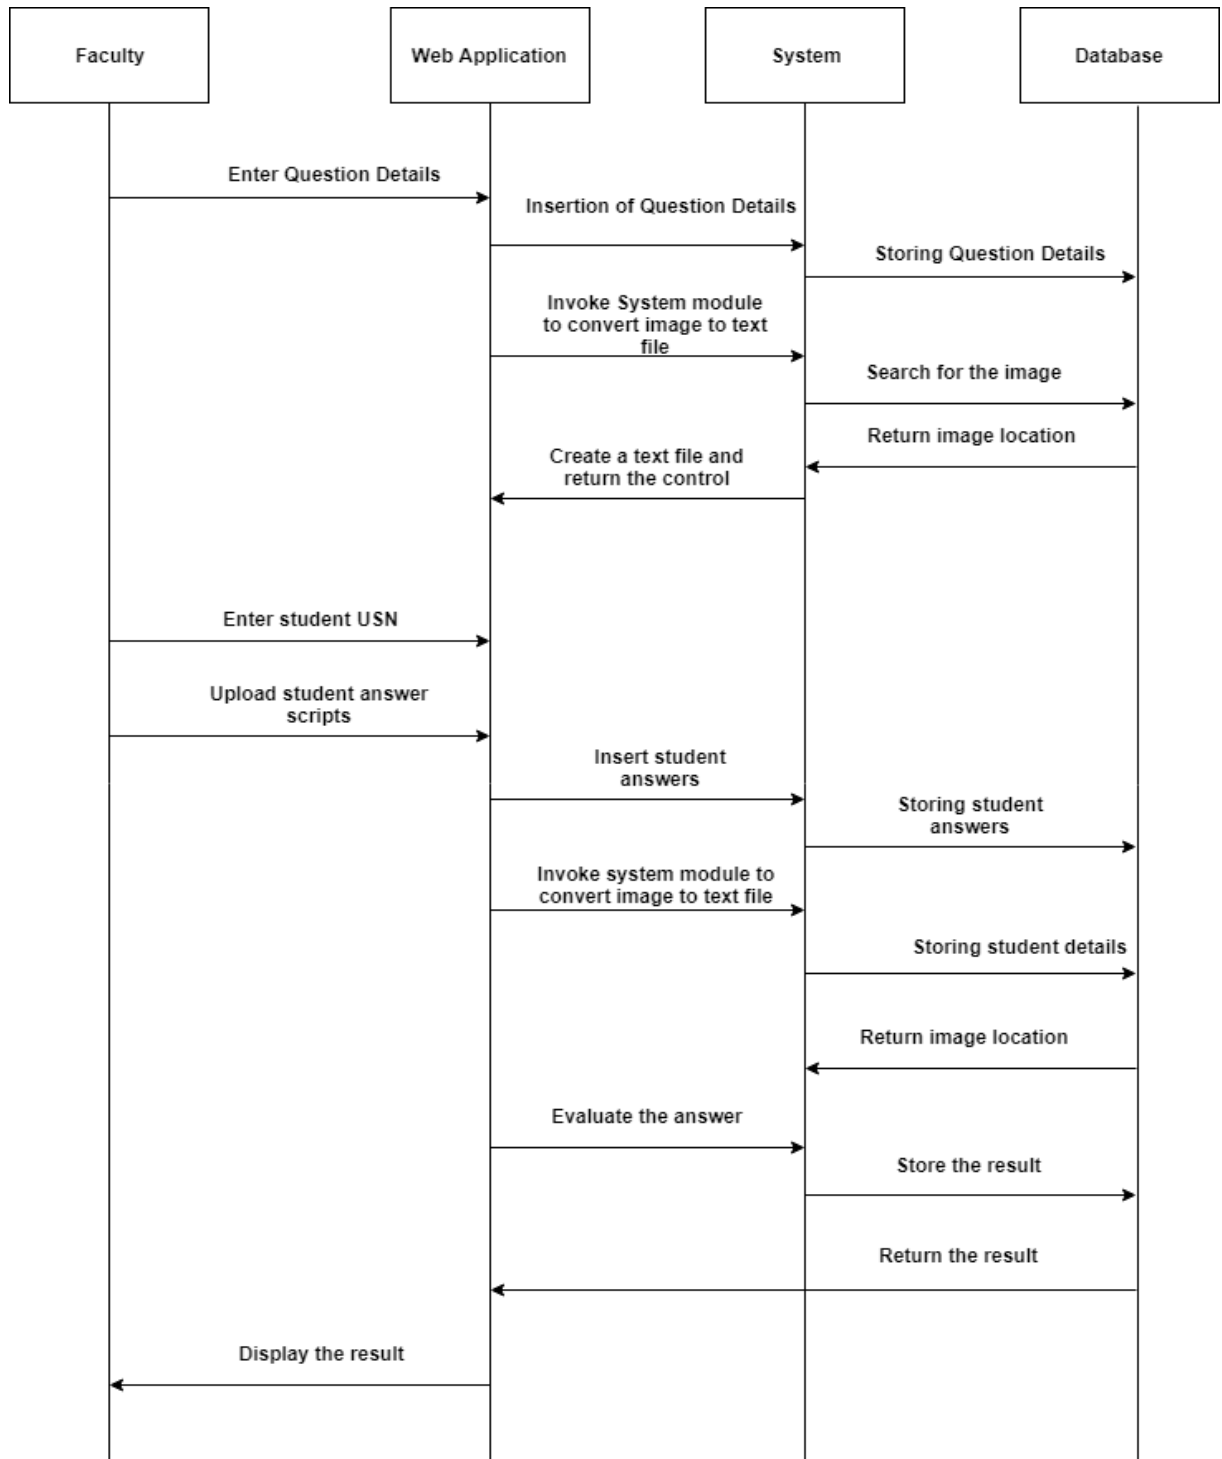 Faculty
Web Application
System
Database
Enter Question Details
Insertion of Question Details
Storing Question Details
Invoke System module
to convert image to text
file
Search for the image
Return image location
Create a text file and
return the control
Enter student USN
Upload student answer
scripts
Insert student
answers
Storing student
answers
Invoke system module to
convert image to text file
Storing student details
Return image location
Evaluate the answer
Store the result
Return the result
Display the result